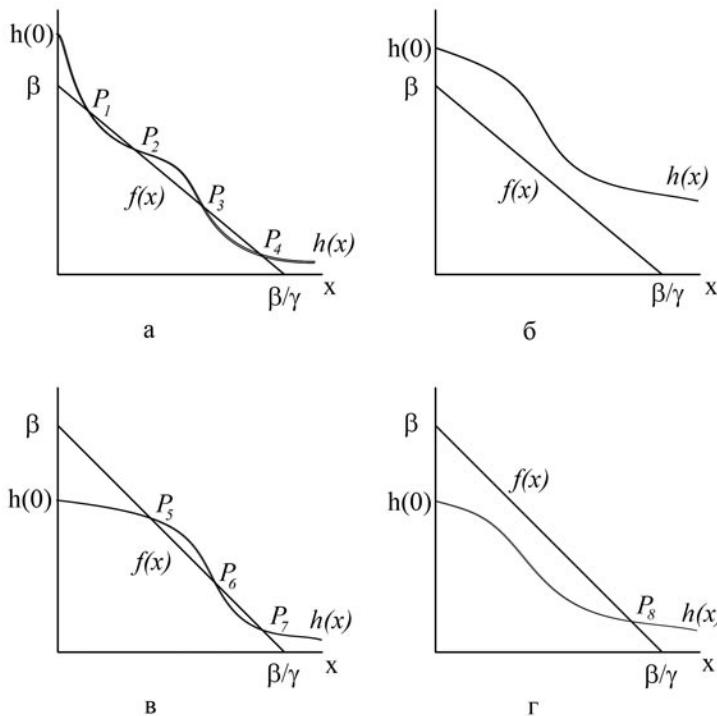 h(0)
β
P₁
P₂
f(x)
P₃
P₄
h(x)
β/γ
x
а
h(0)
β
f(x)
h(x)
β/γ
x
б
β
h(0)
P₅
f(x)
P₆
P₇
h(x)
β/γ
x
в
β
f(x)
h(0)
P₈
h(x)
β/γ
x
г